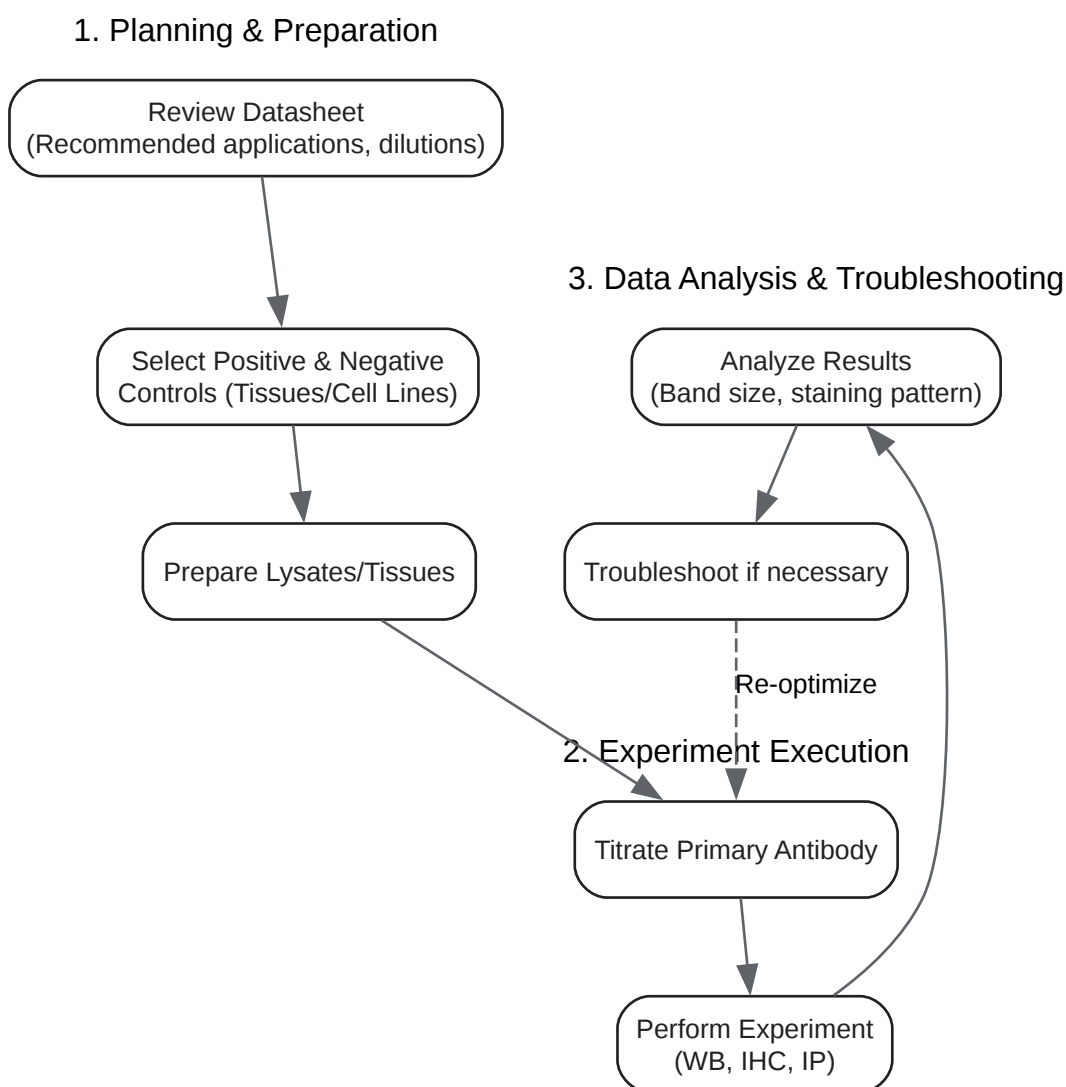 1. Planning & Preparation
Review Datasheet
(Recommended applications, dilutions)
Select Positive & Negative
Controls (Tissues/Cell Lines)
Prepare Lysates/Tissues
3. Data Analysis & Troubleshooting
Analyze Results
(Band size, staining pattern)
Troubleshoot if necessary
Re-optimize
2. Experiment Execution
Titrate Primary Antibody
Perform Experiment
(WB, IHC, IP)